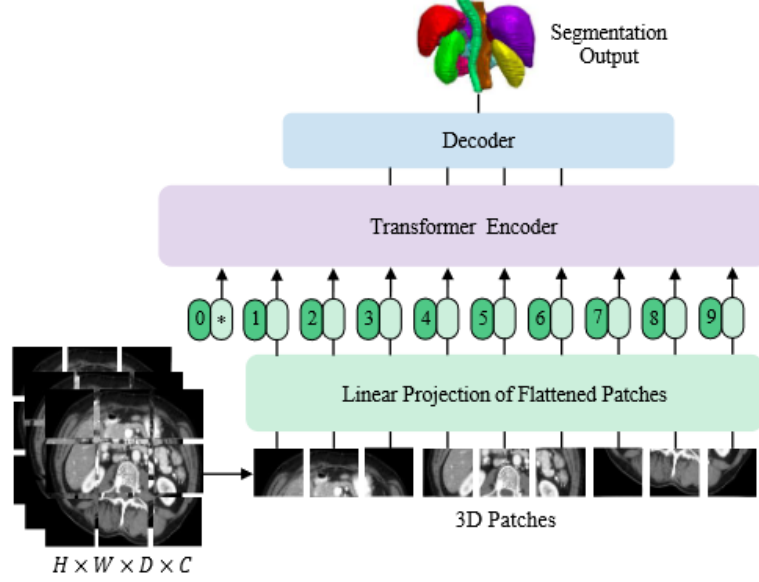 Segmentation
Output
Decoder
Transformer Encoder
0 * 1 2 3 4 5 6 7 8 9
Linear Projection of Flattened Patches
3D Patches
H × W × D × C